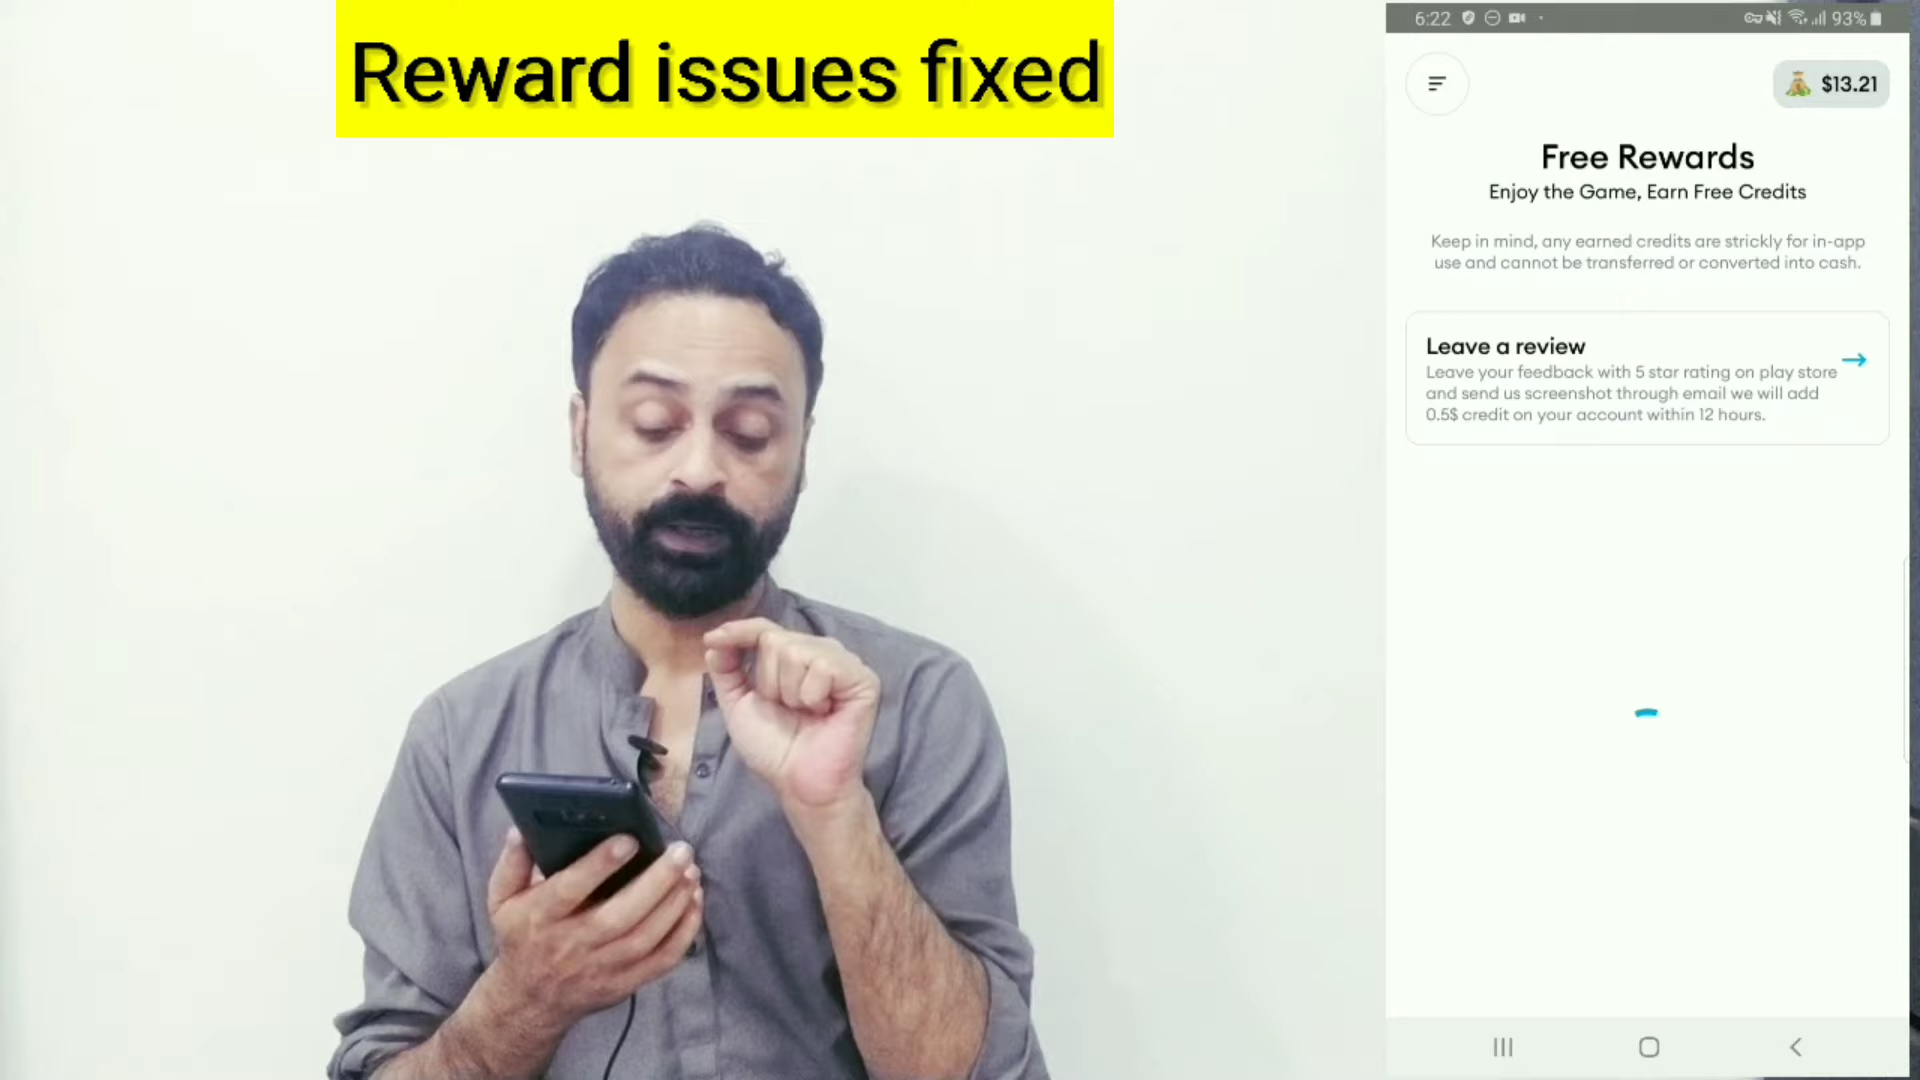 Reward issues fixed
6:22
93%
$13.21
Free Rewards
Enjoy the Game, Earn Free Credits
Keep in mind, any earned credits are strickly for in-app
use and cannot be transferred or converted into cash.
Leave a review
Leave your feedback with 5 star rating on play store
and send us screenshot through email we will add
0.5$ credit on your account within 12 hours.